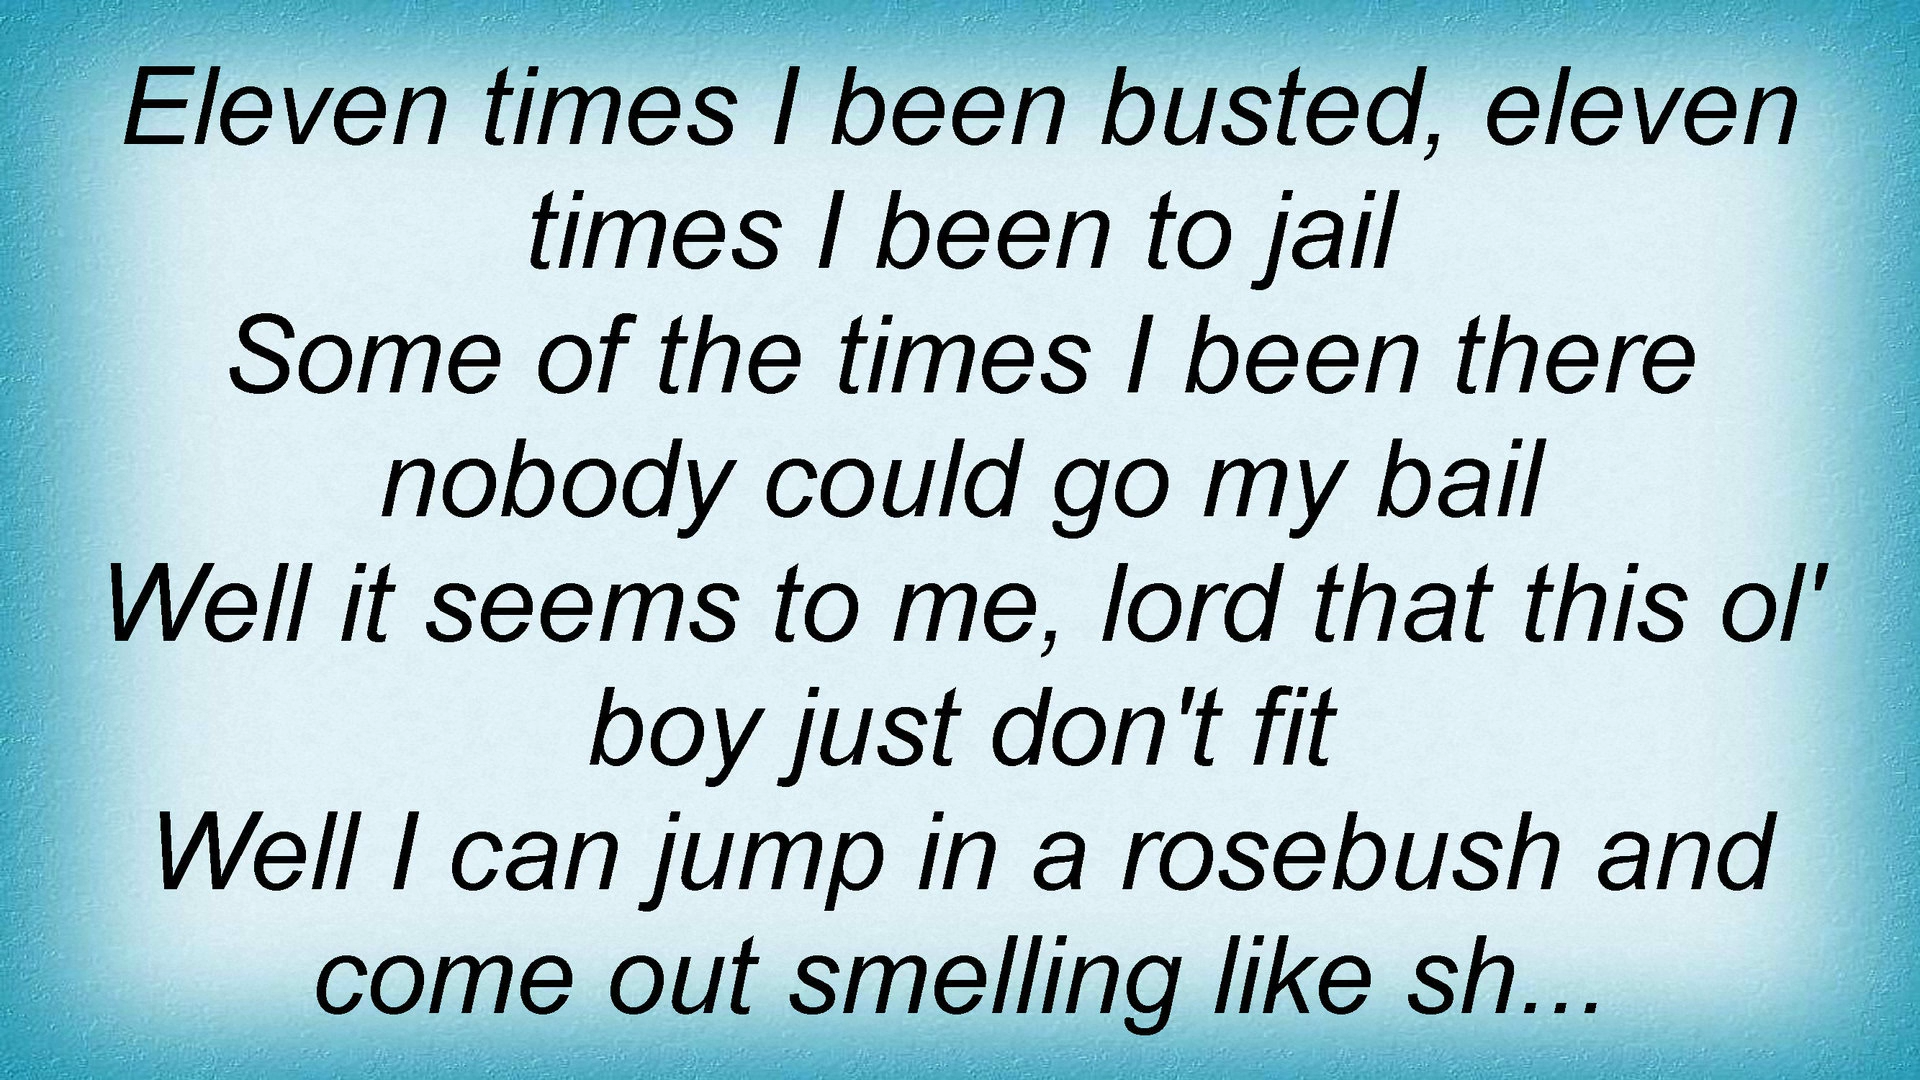 Eleven times I been busted, eleven
times I been to jail
Some of the times I been there
nobody could go my bail
Well it seems to me, lord that this ol'
boy just don't fit
Well I can jump in a rosebush and
come out smelling like sh...